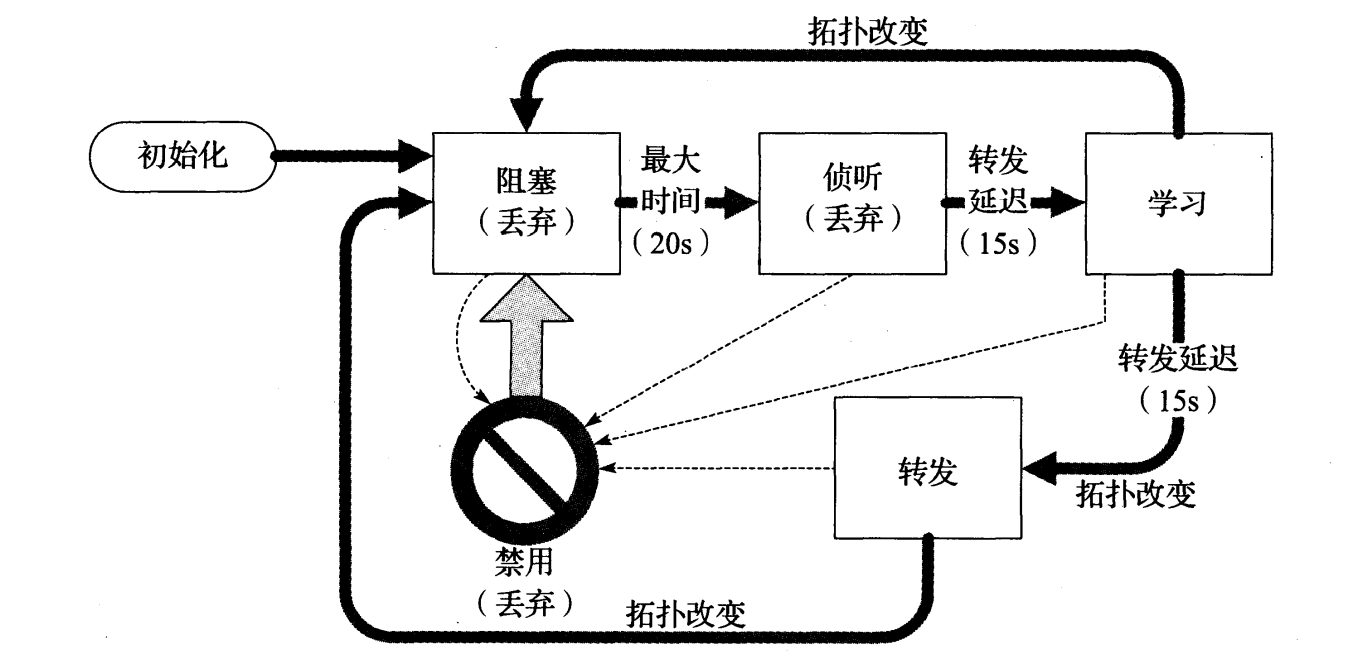 拓扑改变
初始化
阻塞
（丢弃）
最大
时间
（20s）
侦听
（丢弃）
转发
延迟
（15s）
学习
转发延迟
（15s）
转发
拓扑改变
禁用
（丢弃）
拓扑改变